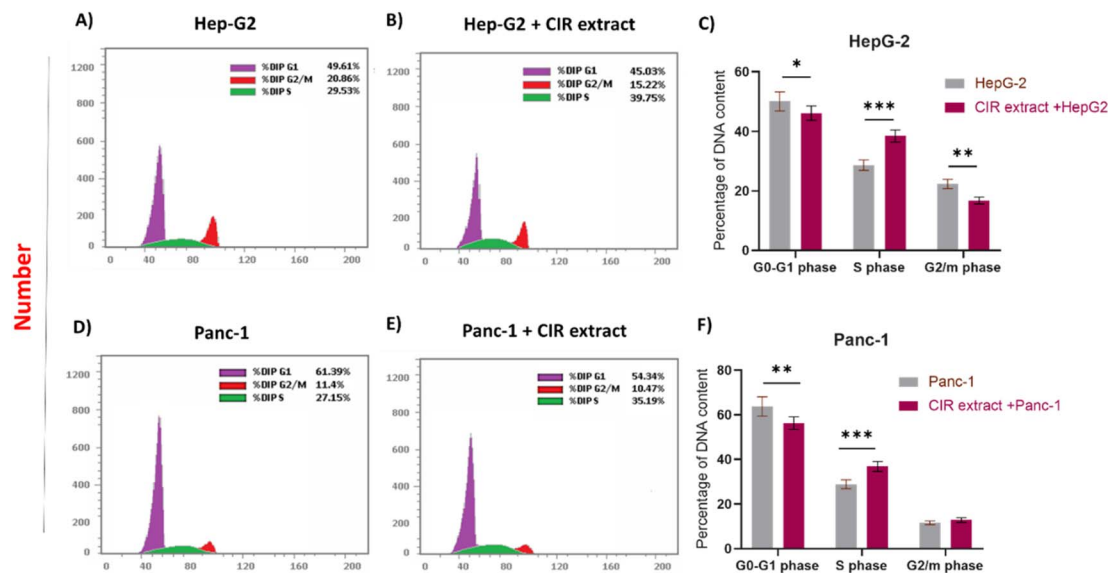 Number
A)
Hep-G2
%DIP G1 49.61%
%DIP G2/M 20.86%
%DIP S 29.53%
1200
1000
800
600
400
200
0
0 40 80 120 160 200
B)
Hep-G2 + CIR extract
%DIP G1 45.03%
%DIP G2/M 15.22%
%DIP S 39.75%
1200
1000
800
600
400
200
0
0 40 80 120 160 200
C)
HepG-2
HepG-2
CIR extract +HepG2
Percentage of DNA content
60
40
20
0
* *** **
G0-G1 phase S phase G2/m phase
D)
Panc-1
%DIP G1 61.39%
%DIP G2/M 11.4%
%DIP S 27.15%
1200
1000
800
600
400
200
0
0 40 80 120 160 200
E)
Panc-1 + CIR extract
%DIP G1 54.34%
%DIP G2/M 10.47%
%DIP S 35.19%
1200
1000
800
600
400
200
0
0 40 80 120 160 200
F)
Panc-1
Panc-1
CIR extract +Panc-1
Percentage of DNA content
80
60
40
20
0
** ***
G0-G1 phase S phase G2/m phase